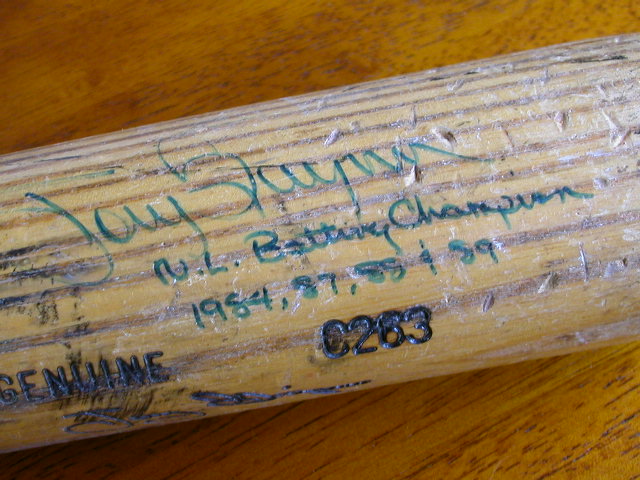 Tony Gwynn
N.L. Batting Champion
1984, 87, 88 & 89
C263
GENUINE